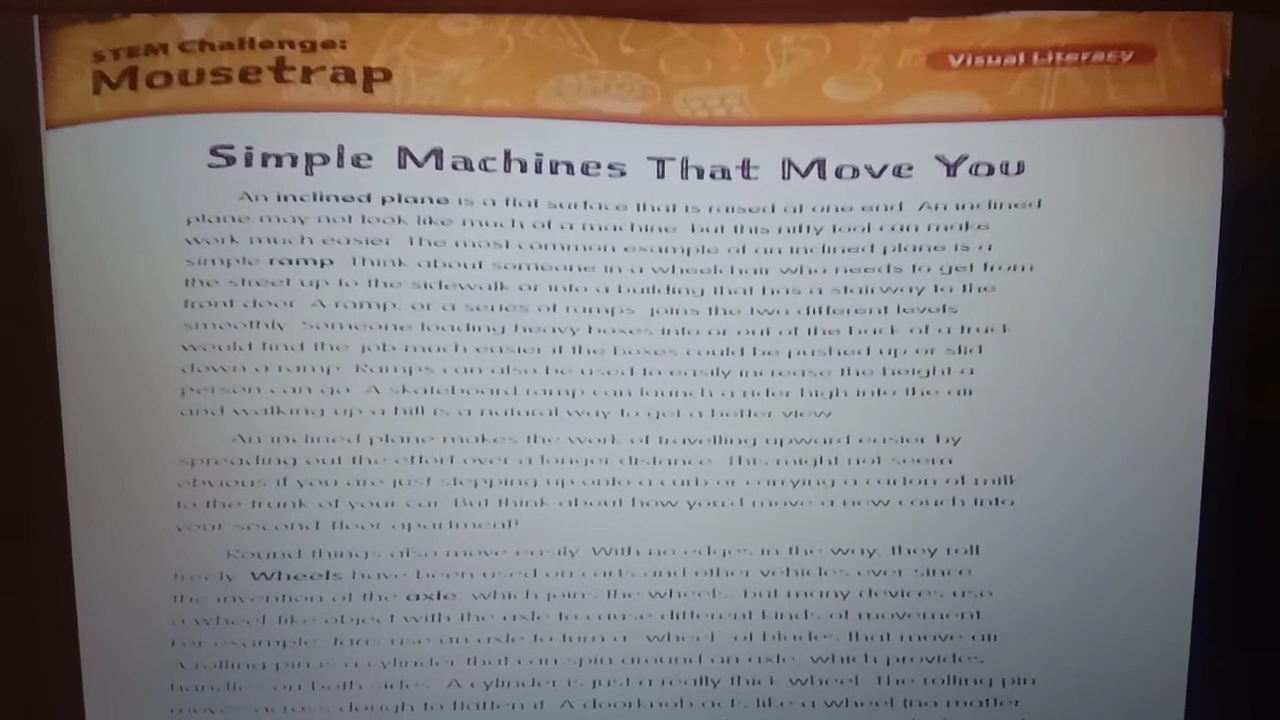 STEM Challenge:
Mousetrap
Visual Literacy
Simple Machines That Move You
An inclined plane is a flat surface that is raised at one end. An inclined
plane may not look like much of a machine, but this nifty tool can make
work much easier. The most common example of an inclined plane is a
simple ramp. Think about someone in a wheelchair who needs to get from
the street up to the sidewalk or into a building that has a stairway to the
front door. A ramp, or a series of ramps, joins the two different levels
smoothly. Someone loading heavy boxes into or out of the back of a truck
would find the job much easier if the boxes could be pushed up or slid
down a ramp. Ramps can also be used to easily increase the height a
person can go. A skateboard ramp can launch a rider high into the air
and walking up a hill is a natural way to get a better view.
An inclined plane makes the work of travelling upward easier by
spreading out the effort over a longer distance. This might not seem
obvious if you are just stepping up onto a curb or carrying a carton of milk
to the trunk of your car. But think about how you'd move a new couch into
your second floor apartment!
Round things also move easily. With no edges in the way, they roll
freely. Wheels have been used on carts and other vehicles ever since
the invention of the axle, which joins the wheels, but many devices use
a wheel-like object with the axle to cause different kinds of movement.
For example, fans use an axle to turn a "wheel" of blades that move air.
A rolling pin is a cylinder that can spin around an axle, which provides
handles on both sides. A cylinder is just a really thick wheel. The rolling pin
moves across dough to flatten it. A doorknob acts like a wheel (no matter